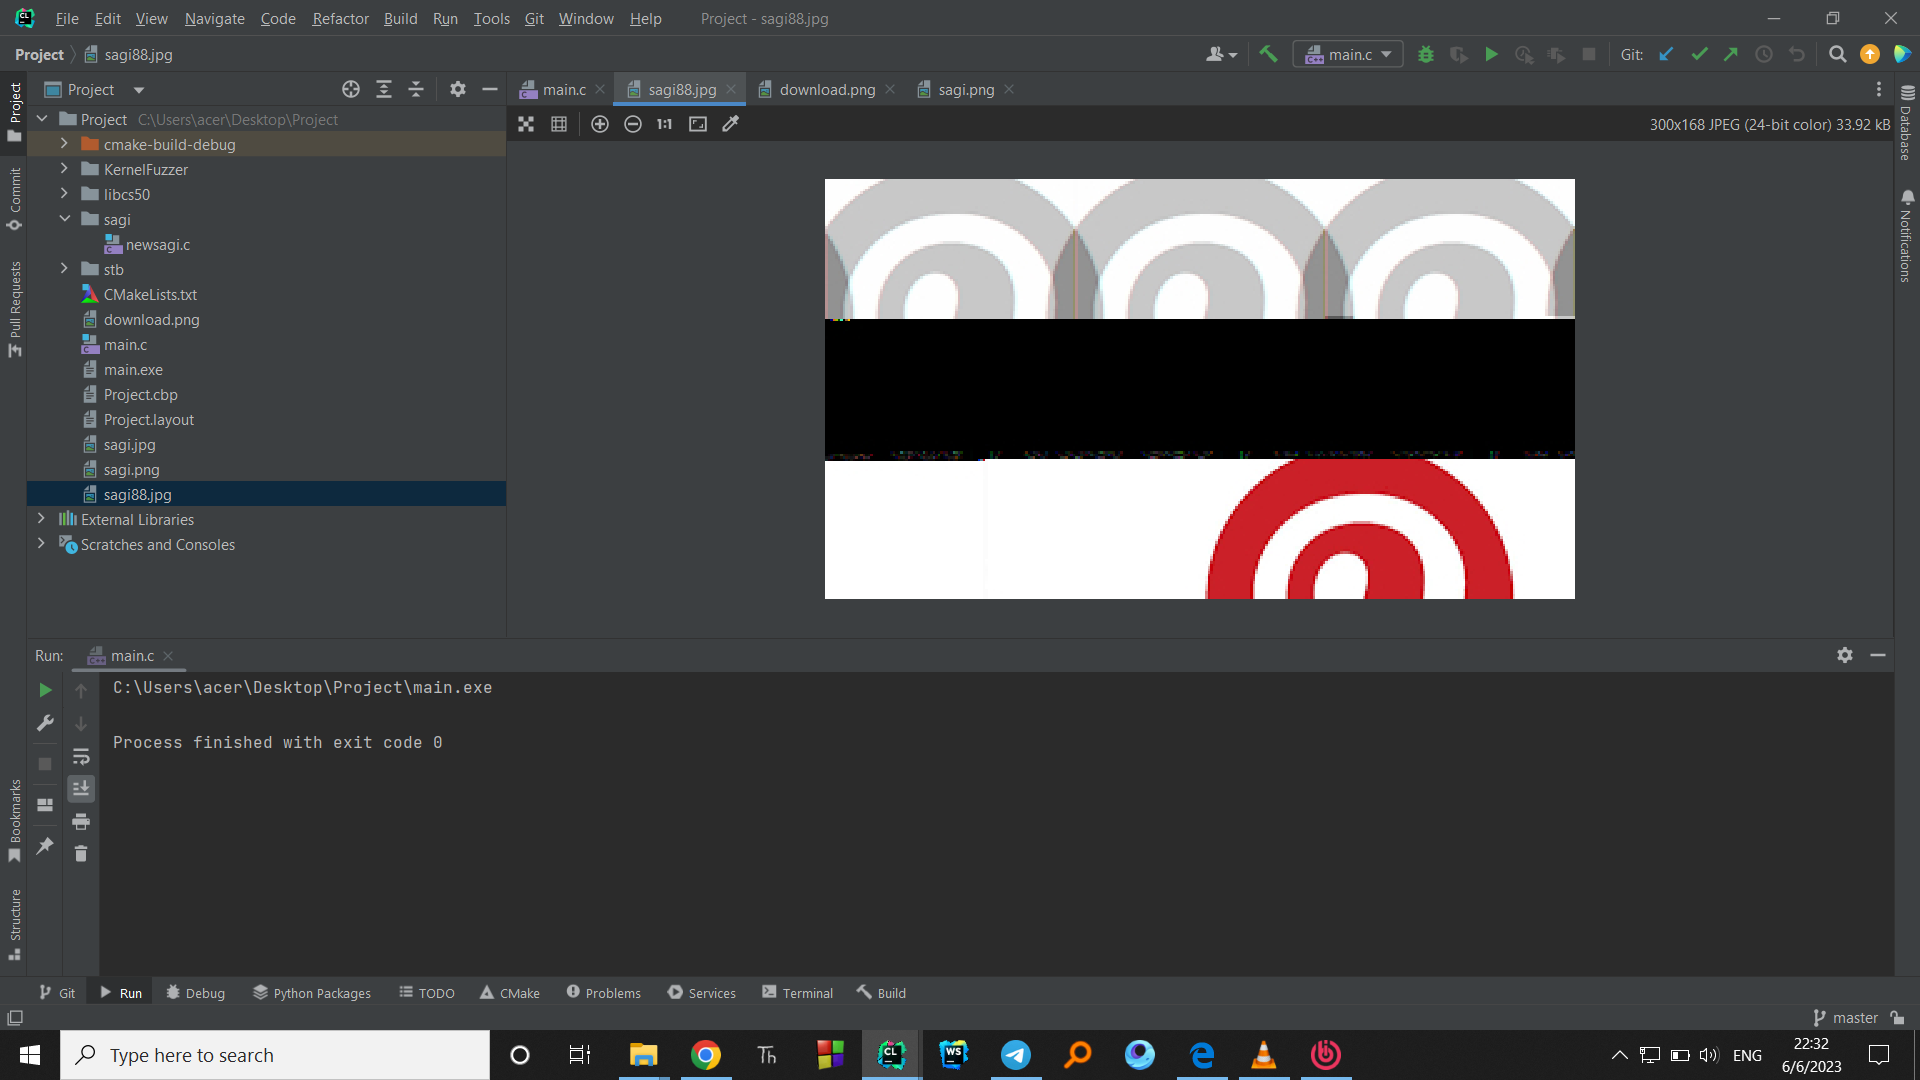 File Edit View Navigate Code Refactor Build Run Tools Git Window Help Project - sagi88.jpg
Project sagi88.jpg main.c Git:
Project main.c sagi88.jpg download.png sagi.png
300x168 JPEG (24-bit color) 33.92 kB
1:1
Project C:\Users\acer\Desktop\Project
cmake-build-debug
KernelFuzzer
libcs50
sagi
newsagi.c
stb
CMakeLists.txt
download.png
main.c
main.exe
Project.cbp
Project.layout
sagi.jpg
sagi.png
sagi88.jpg
External Libraries
Scratches and Consoles
Project
Commit
Pull Requests
Bookmarks
Structure
Database
Notifications
Run: main.c
C:\Users\acer\Desktop\Project\main.exe
Process finished with exit code 0
Git Run Debug Python Packages TODO CMake Problems Services Terminal Build
master
Type here to search
Th
CL
WS
ENG
22:32
6/6/2023